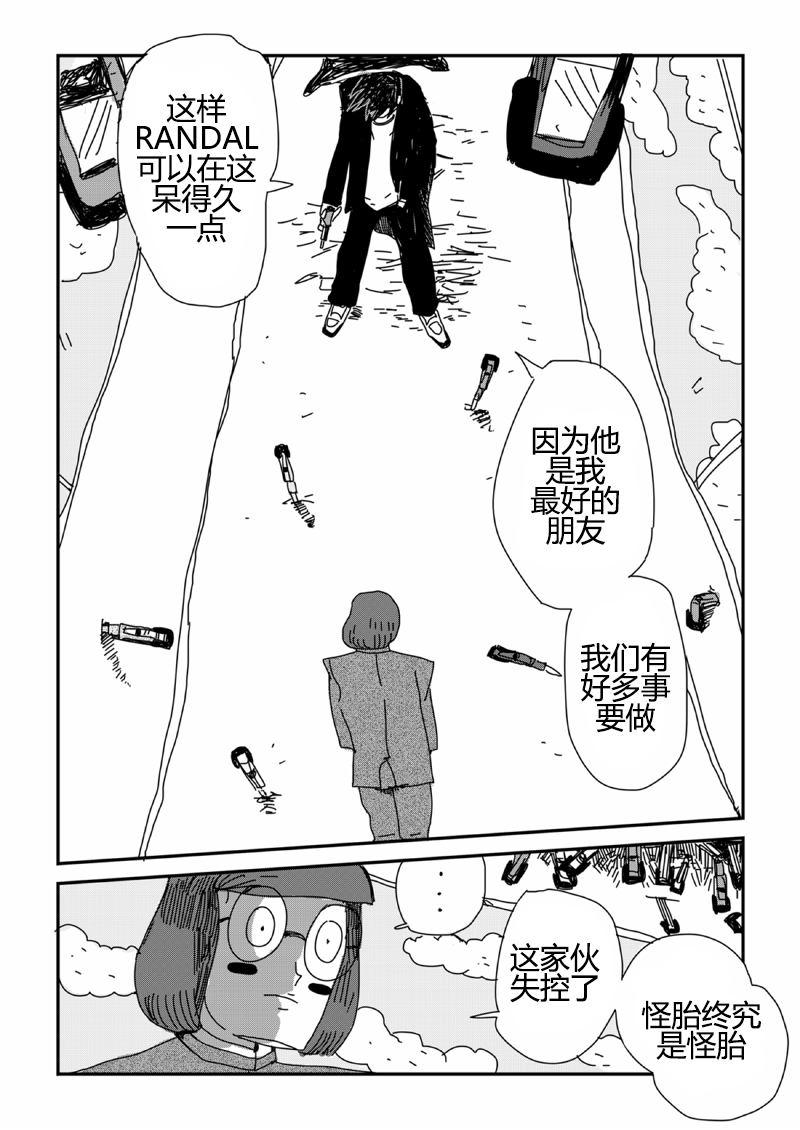 这样
RANDAL
可以在这
呆得久
一点
因为他
是我
最好的
朋友
我们有
好多事
要做
...
这家伙
失控了
怪胎终究
是怪胎